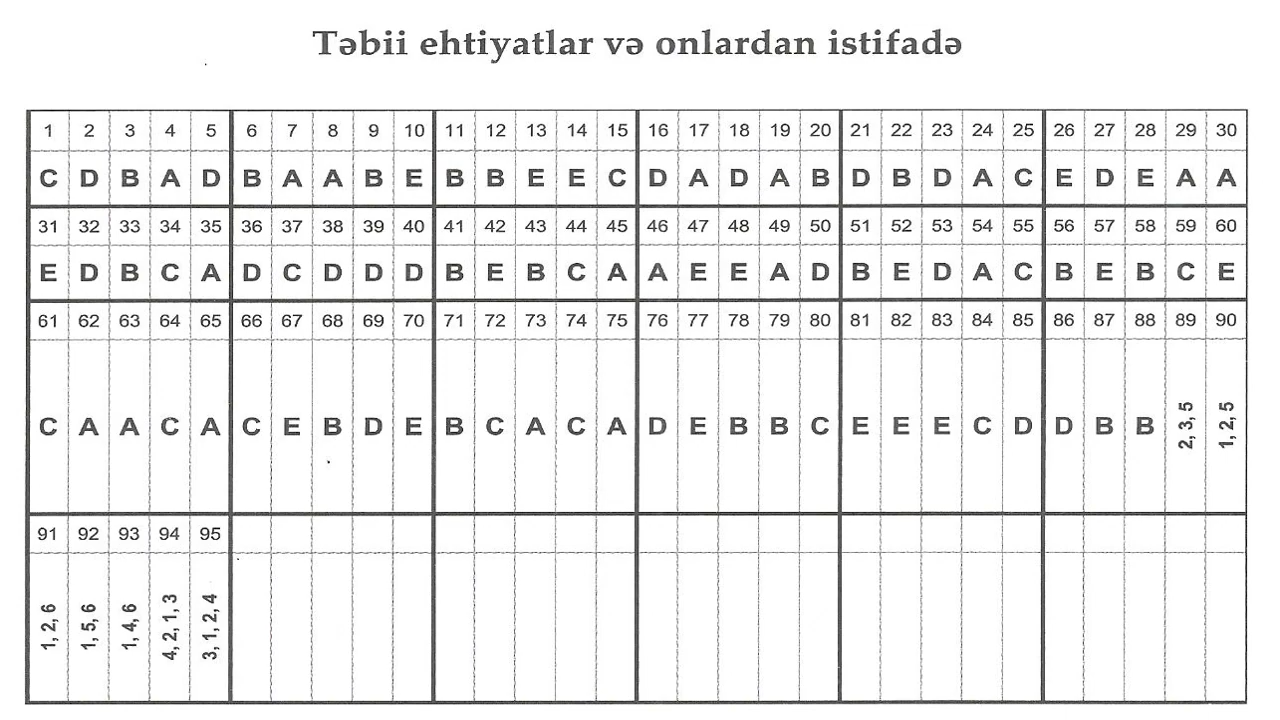 Təbii ehtiyatlar və onlardan istifadə
1 2 3 4 5 6 7 8 9 10 11 12 13 14 15 16 17 18 19 20 21 22 23 24 25 26 27 28 29 30
C D B A D B A A B E B B E E C D A D A B D B D A C E D E A A
31 32 33 34 35 36 37 38 39 40 41 42 43 44 45 46 47 48 49 50 51 52 53 54 55 56 57 58 59 60
E D B C A D C D D D B E B C A A E E A D B E D A C B E B C E
61 62 63 64 65 66 67 68 69 70 71 72 73 74 75 76 77 78 79 80 81 82 83 84 85 86 87 88 89 90
C A A C A C E B D E B C A C A D E B B C E E E C D D B B 2, 3, 5 1, 2, 5
91 92 93 94 95
1, 2, 6 1, 5, 6 1, 4, 6 4, 2, 1, 3 3, 1, 2, 4